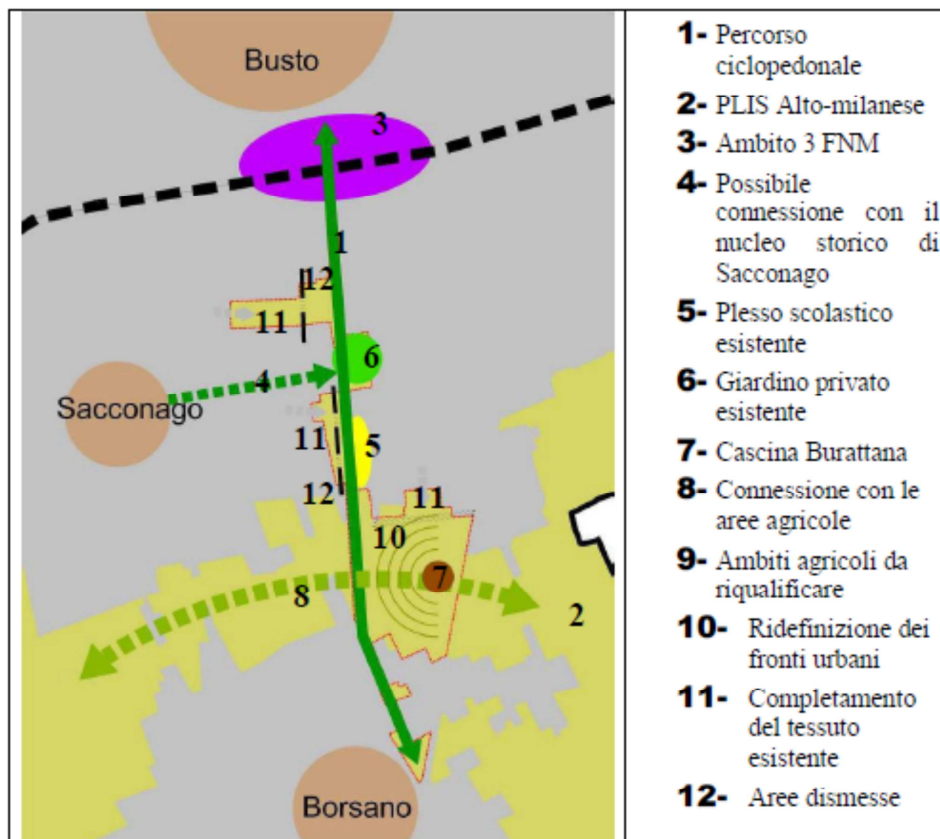 Busto
3
1
12
11
6
4
Sacconago
11
5
12
11
10
7
8
2
Borsano
1- Percorso
ciclopedonale
2- PLIS Alto-milanese
3- Ambito 3 FNM
4- Possibile
connessione con il
nucleo storico di
Sacconago
5- Plesso scolastico
esistente
6- Giardino privato
esistente
7- Cascina Burattana
8- Connessione con le
aree agricole
9- Ambiti agricoli da
riqualificare
10- Ridefinizione dei
fronti urbani
11- Completamento
del tessuto
esistente
12- Aree dismesse